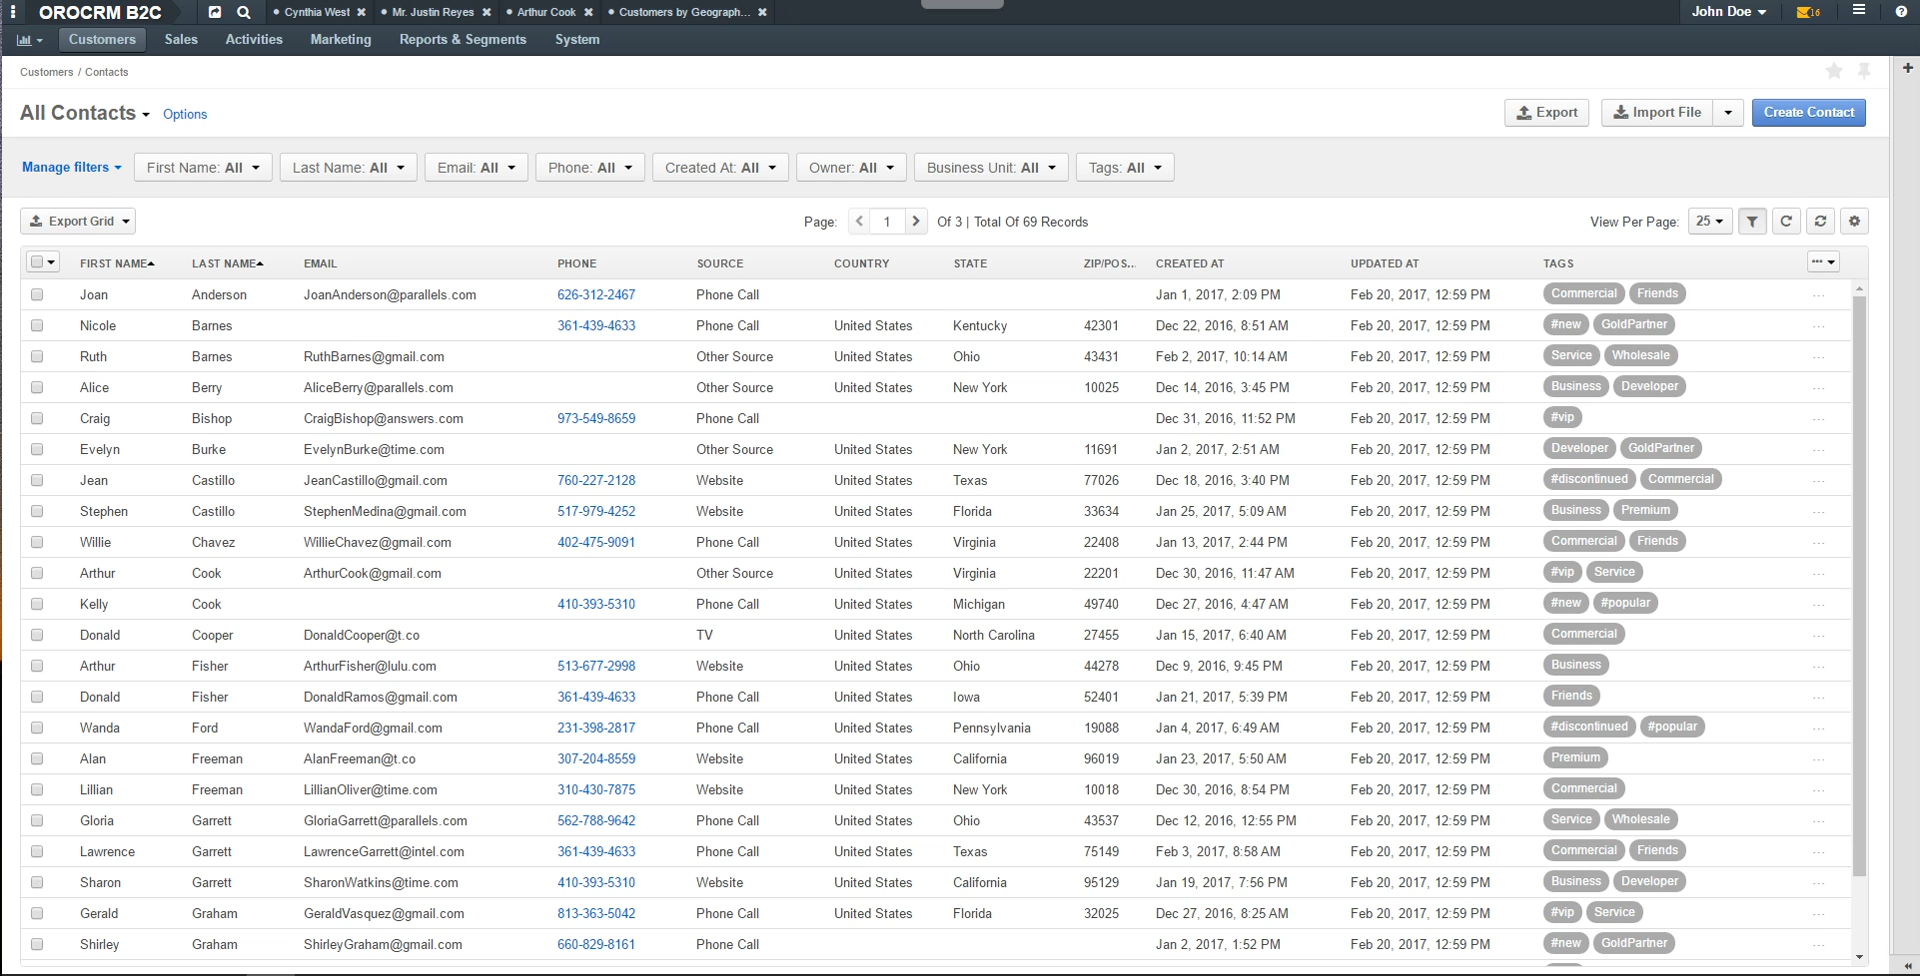 OROCRM B2C Cynthia West Mr. Justin Reyes Arthur Cook Customers by Geograph... John Doe 16
Customers Sales Activities Marketing Reports & Segments System
Customers / Contacts
All Contacts Options Export Import File Create Contact
Manage filters First Name: All Last Name: All Email: All Phone: All Created At: All Owner: All Business Unit: All Tags: All
Export Grid Page: 1 Of 3 | Total Of 69 Records View Per Page: 25
FIRST NAME LAST NAME EMAIL PHONE SOURCE COUNTRY STATE ZIP/POS... CREATED AT UPDATED AT TAGS
Joan Anderson JoanAnderson@parallels.com 626-312-2467 Phone Call Jan 1, 2017, 2:09 PM Feb 20, 2017, 12:59 PM Commercial Friends ...
Nicole Barnes 361-439-4633 Phone Call United States Kentucky 42301 Dec 22, 2016, 8:51 AM Feb 20, 2017, 12:59 PM #new GoldPartner ...
Ruth Barnes RuthBarnes@gmail.com Other Source United States Ohio 43431 Feb 2, 2017, 10:14 AM Feb 20, 2017, 12:59 PM Service Wholesale ...
Alice Berry AliceBerry@parallels.com Other Source United States New York 10025 Dec 14, 2016, 3:45 PM Feb 20, 2017, 12:59 PM Business Developer ...
Craig Bishop CraigBishop@answers.com 973-549-8659 Phone Call Dec 31, 2016, 11:52 PM Feb 20, 2017, 12:59 PM #vip ...
Evelyn Burke EvelynBurke@time.com Other Source United States New York 11691 Jan 2, 2017, 2:51 AM Feb 20, 2017, 12:59 PM Developer GoldPartner ...
Jean Castillo JeanCastillo@gmail.com 760-227-2128 Website United States Texas 77026 Dec 18, 2016, 3:40 PM Feb 20, 2017, 12:59 PM #discontinued Commercial ...
Stephen Castillo StephenMedina@gmail.com 517-979-4252 Website United States Florida 33634 Jan 25, 2017, 5:09 AM Feb 20, 2017, 12:59 PM Business Premium ...
Willie Chavez WillieChavez@gmail.com 402-475-9091 Phone Call United States Virginia 22408 Jan 13, 2017, 2:44 PM Feb 20, 2017, 12:59 PM Commercial Friends ...
Arthur Cook ArthurCook@gmail.com Other Source United States Virginia 22201 Dec 30, 2016, 11:47 AM Feb 20, 2017, 12:59 PM #vip Service ...
Kelly Cook 410-393-5310 Phone Call United States Michigan 49740 Dec 27, 2016, 4:47 AM Feb 20, 2017, 12:59 PM #new #popular ...
Donald Cooper DonaldCooper@t.co TV United States North Carolina 27455 Jan 15, 2017, 6:40 AM Feb 20, 2017, 12:59 PM Commercial ...
Arthur Fisher ArthurFisher@lulu.com 513-677-2998 Website United States Ohio 44278 Dec 9, 2016, 9:45 PM Feb 20, 2017, 12:59 PM Business ...
Donald Fisher DonaldRamos@gmail.com 361-439-4633 Phone Call United States Iowa 52401 Jan 21, 2017, 5:39 PM Feb 20, 2017, 12:59 PM Friends ...
Wanda Ford WandaFord@gmail.com 231-398-2817 Phone Call United States Pennsylvania 19088 Jan 4, 2017, 6:49 AM Feb 20, 2017, 12:59 PM #discontinued #popular ...
Alan Freeman AlanFreeman@t.co 307-204-8559 Website United States California 96019 Jan 23, 2017, 5:50 AM Feb 20, 2017, 12:59 PM Premium ...
Lillian Freeman LillianOliver@time.com 310-430-7875 Website United States New York 10018 Dec 30, 2016, 8:54 PM Feb 20, 2017, 12:59 PM Commercial ...
Gloria Garrett GloriaGarrett@parallels.com 562-788-9642 Phone Call United States Ohio 43537 Dec 12, 2016, 12:55 PM Feb 20, 2017, 12:59 PM Service Wholesale ...
Lawrence Garrett LawrenceGarrett@intel.com 361-439-4633 Phone Call United States Texas 75149 Feb 3, 2017, 8:58 AM Feb 20, 2017, 12:59 PM Commercial Friends ...
Sharon Garrett SharonWatkins@time.com 410-393-5310 Website United States California 95129 Jan 19, 2017, 7:56 PM Feb 20, 2017, 12:59 PM Business Developer ...
Gerald Graham GeraldVasquez@gmail.com 813-363-5042 Phone Call United States Florida 32025 Dec 27, 2016, 8:25 AM Feb 20, 2017, 12:59 PM #vip Service ...
Shirley Graham ShirleyGraham@gmail.com 660-829-8161 Phone Call Jan 2, 2017, 1:52 PM Feb 20, 2017, 12:59 PM #new GoldPartner ...